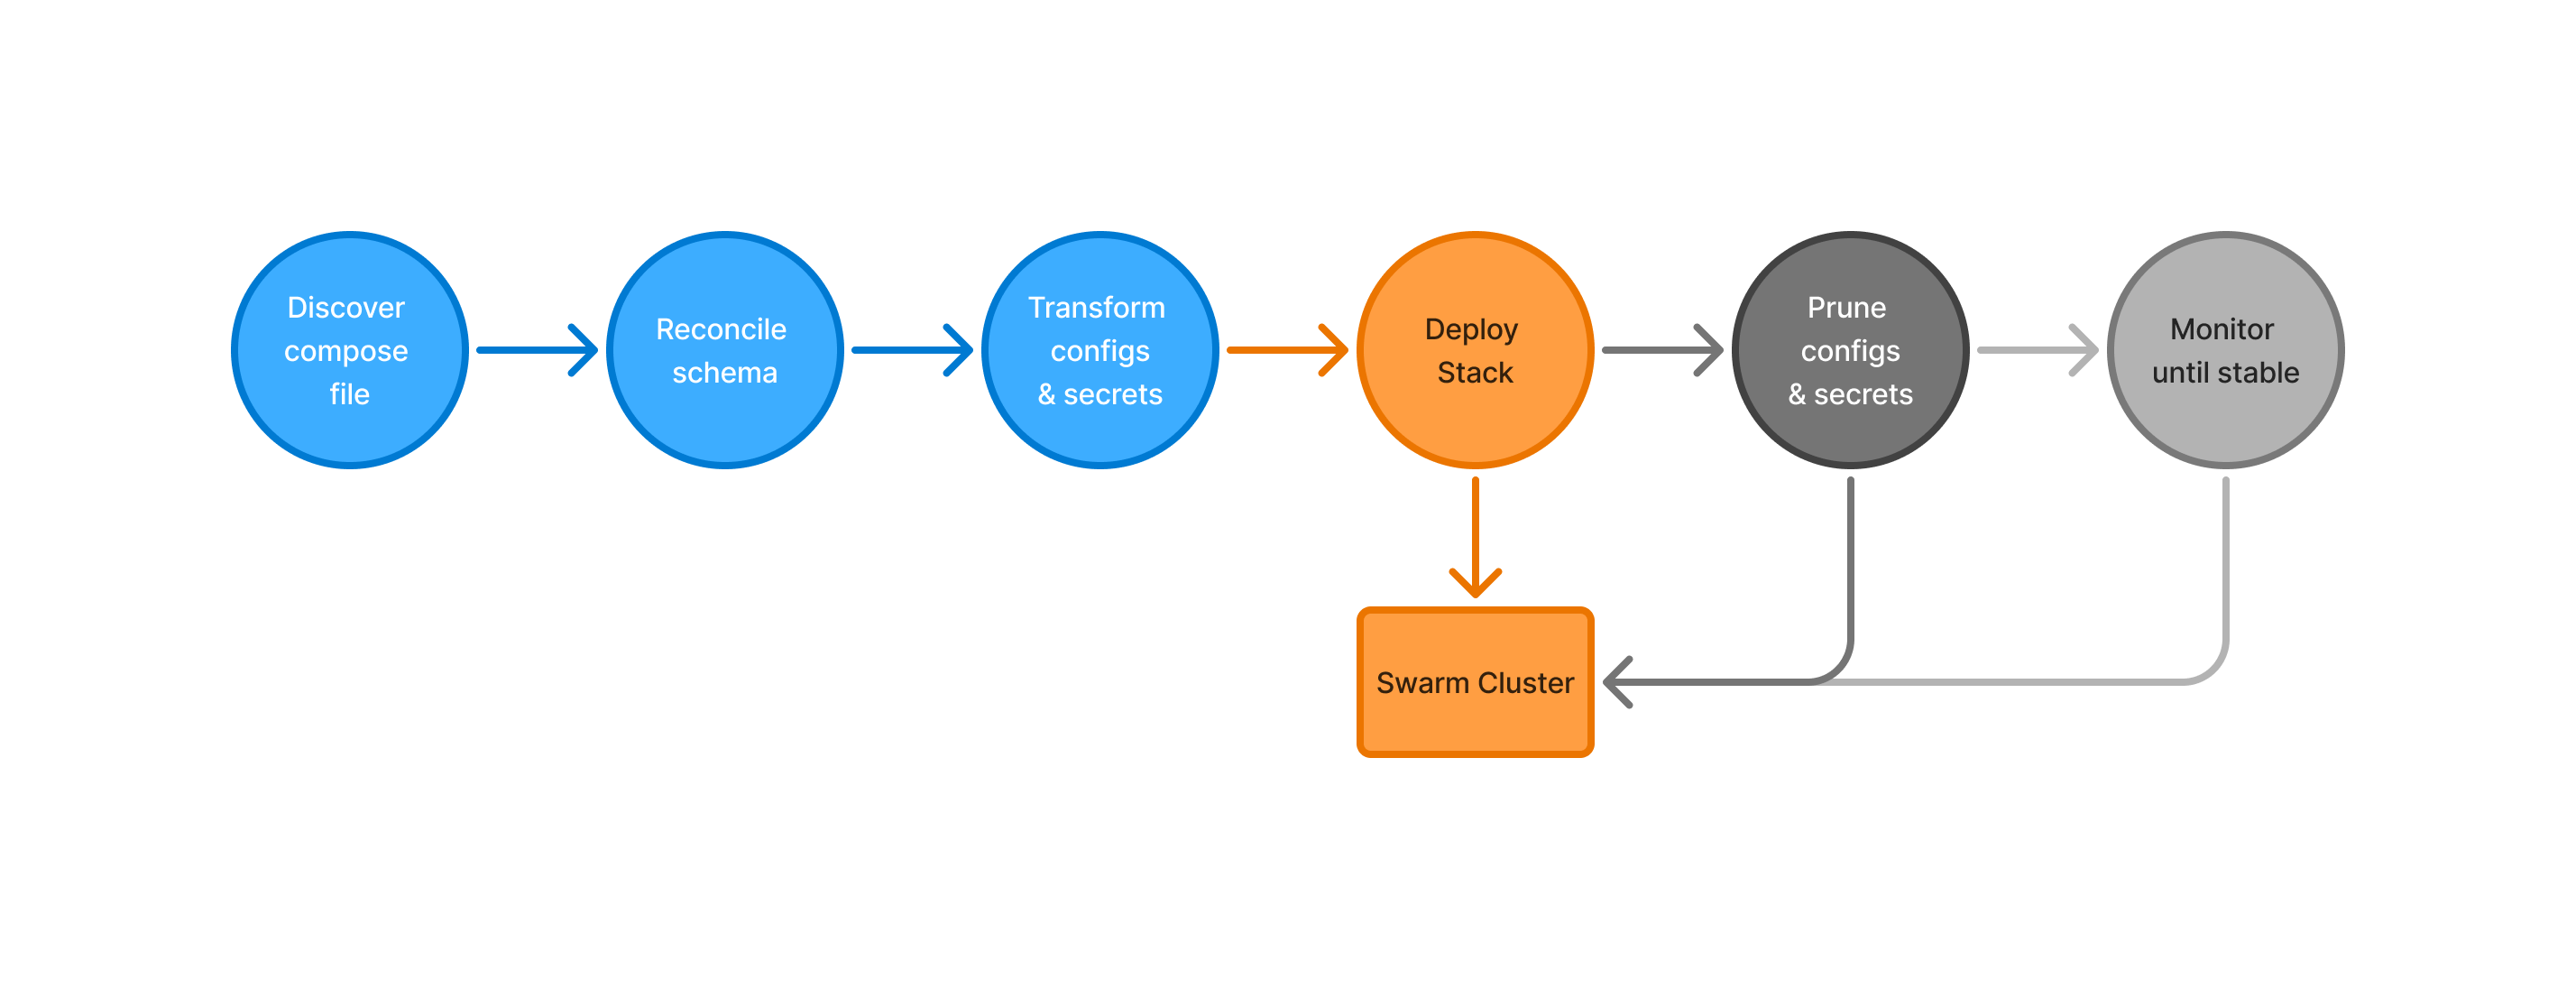 Discover
compose
file
Reconcile
schema
Transform
configs
& secrets
Deploy
Stack
Prune
configs
& secrets
Monitor
until stable
Swarm Cluster